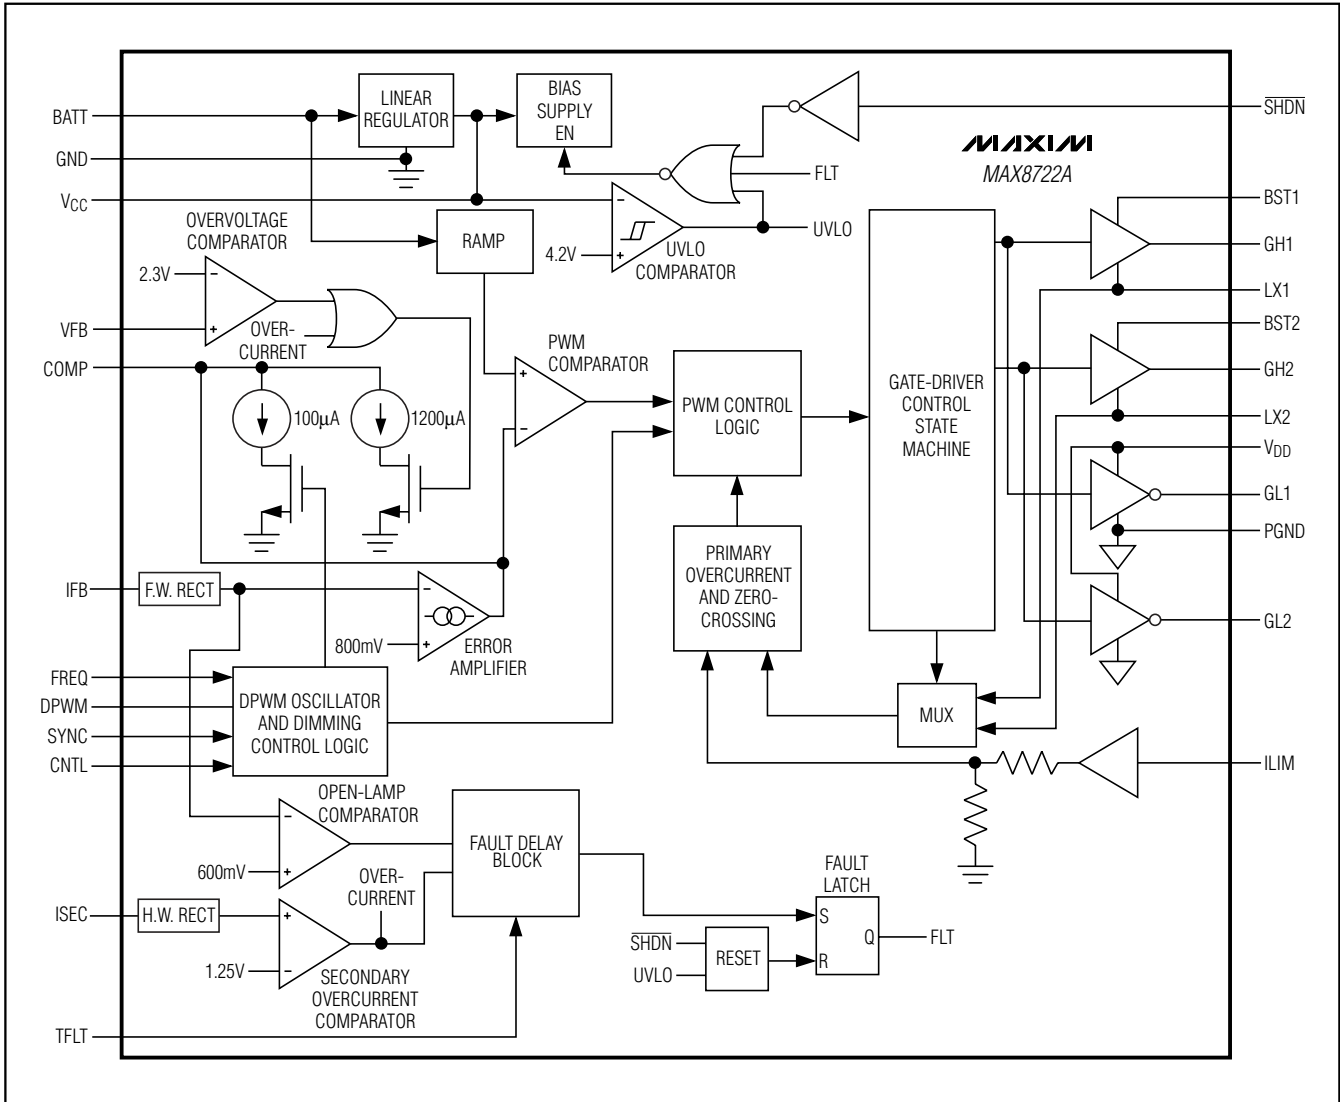 BATT
GND
VCC
LINEAR
REGULATOR
BIAS
SUPPLY
EN
SHDN
MAXIM
MAX8722A
FLT
OVERVOLTAGE
COMPARATOR
RAMP
4.2V
-
+
UVLO
COMPARATOR
UVLO
2.3V
-
+
VFB
OVER-
CURRENT
COMP
100µA
1200µA
PWM
COMPARATOR
+
-
PWM CONTROL
LOGIC
GATE-DRIVER
CONTROL
STATE
MACHINE
BST1
GH1
LX1
BST2
GH2
LX2
VDD
GL1
PGND
GL2
IFB
F.W. RECT
-
+
800mV
ERROR
AMPLIFIER
PRIMARY
OVERCURRENT
AND ZERO-
CROSSING
FREQ
DPWM
SYNC
CNTL
DPWM OSCILLATOR
AND DIMMING
CONTROL LOGIC
MUX
ILIM
OPEN-LAMP
COMPARATOR
-
+
600mV
FAULT DELAY
BLOCK
OVER-
CURRENT
ISEC
H.W. RECT
+
-
1.25V
SECONDARY
OVERCURRENT
COMPARATOR
FAULT
LATCH
S
R
Q
FLT
SHDN
UVLO
RESET
TFLT